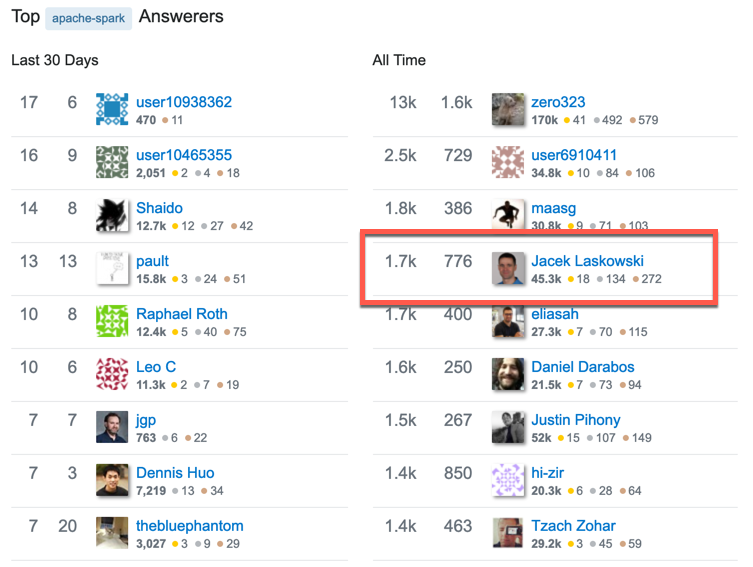 Top apache-spark Answerers
Last 30 Days
17 6 user10938362
470 11
16 9 user10465355
2,051 2 4 18
14 8 Shaido
12.7k 12 27 42
13 13 pault
15.8k 3 24 51
10 8 Raphael Roth
12.4k 5 40 75
10 6 Leo C
11.3k 2 7 19
7 7 jgp
763 6 22
7 3 Dennis Huo
7,219 13 34
7 20 thebluephantom
3,027 3 9 29
All Time
13k 1.6k zero323
170k 41 492 579
2.5k 729 user6910411
34.8k 10 84 106
1.8k 386 maasg
30.8k 9 71 103
1.7k 776 Jacek Laskowski
45.3k 18 134 272
1.7k 400 eliasah
27.3k 7 70 115
1.6k 250 Daniel Darabos
21.5k 7 73 94
1.5k 267 Justin Pihony
52k 15 107 149
1.4k 850 hi-zir
20.3k 6 28 64
1.4k 463 Tzach Zohar
29.2k 3 45 59